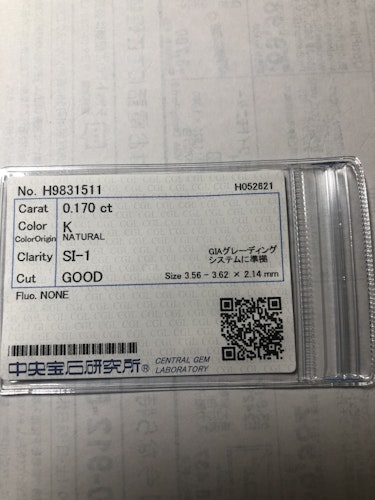 No. H9831511 H052621
Carat 0.170 ct
Color K
ColorOrigin NATURAL
Clarity SI-1
GIAグレーディング
システムに準拠
Cut GOOD Size 3.56 - 3.62 × 2.14 mm
Fluo. NONE
中央宝石研究所® CENTRAL GEM
LABORATORY